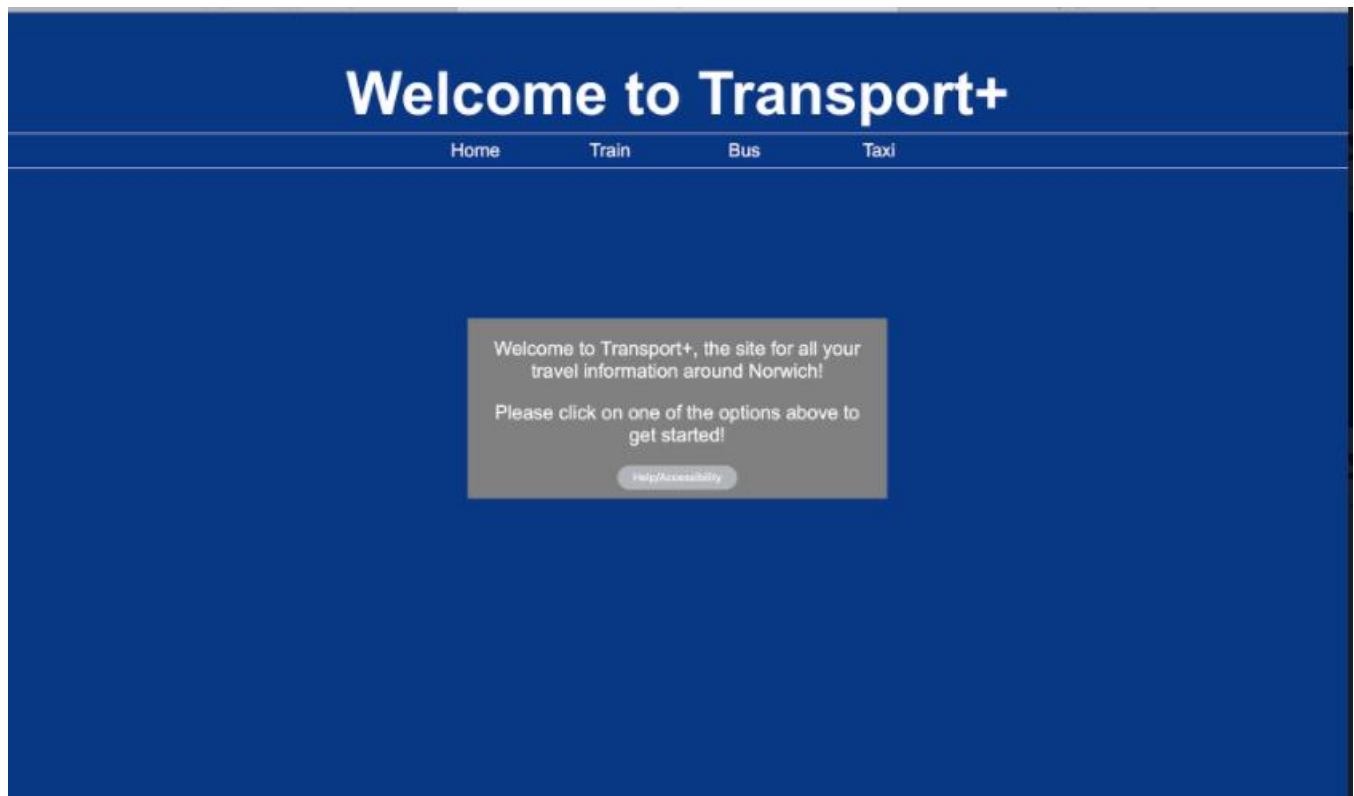 Welcome to Transport+
Home Train Bus Taxi
Welcome to Transport+, the site for all your
travel information around Norwich!
Please click on one of the options above to
get started!
Help/Accessibility